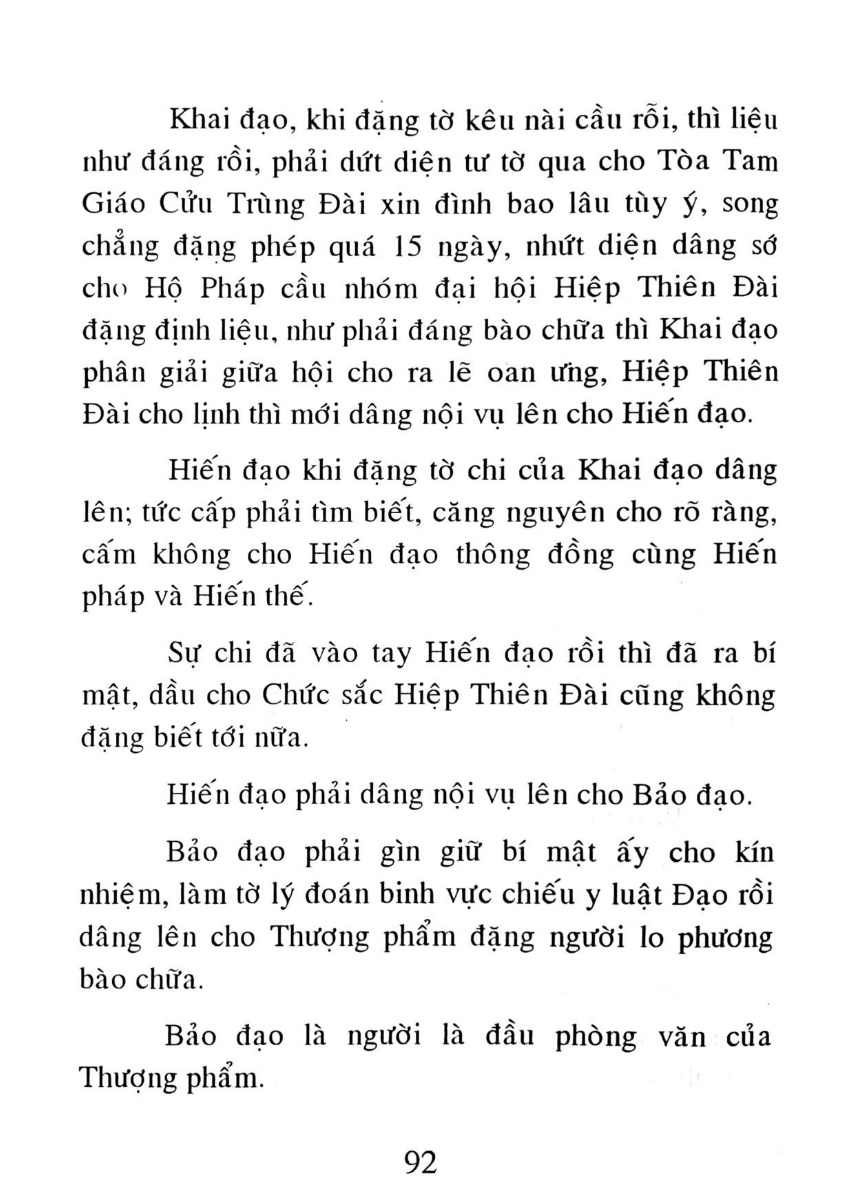 Khai đạo, khi đặng tờ kêu nài cầu rỗi, thì liệu
như đáng rồi, phải dứt diện tư tờ qua cho Tòa Tam
Giáo Cửu Trùng Đài xin đình bao lâu tùy ý, song
chẳng đặng phép quá 15 ngày, nhứt diện dâng sớ
cho Hộ Pháp cầu nhóm đại hội Hiệp Thiên Đài
đặng định liệu, như phải đáng bào chữa thì Khai đạo
phân giải giữa hội cho ra lẽ oan ưng, Hiệp Thiên
Đài cho lịnh thì mới dâng nội vụ lên cho Hiến đạo.
Hiến đạo khi đặng tờ chi của Khai đạo dâng
lên; tức cấp phải tìm biết, căng nguyên cho rõ ràng,
cấm không cho Hiến đạo thông đồng cùng Hiến
pháp và Hiến thế.
Sự chi đã vào tay Hiến đạo rồi thì đã ra bí
mật, dầu cho Chức sắc Hiệp Thiên Đài cũng không
đặng biết tới nữa.
Hiến đạo phải dâng nội vụ lên cho Bảo đạo.
Bảo đạo phải gìn giữ bí mật ấy cho kín
nhiệm, làm tờ lý đoán binh vực chiếu y luật Đạo rồi
dâng lên cho Thượng phẩm đặng người lo phương
bào chữa.
Bảo đạo là người là đầu phòng văn của
Thượng phẩm.
92